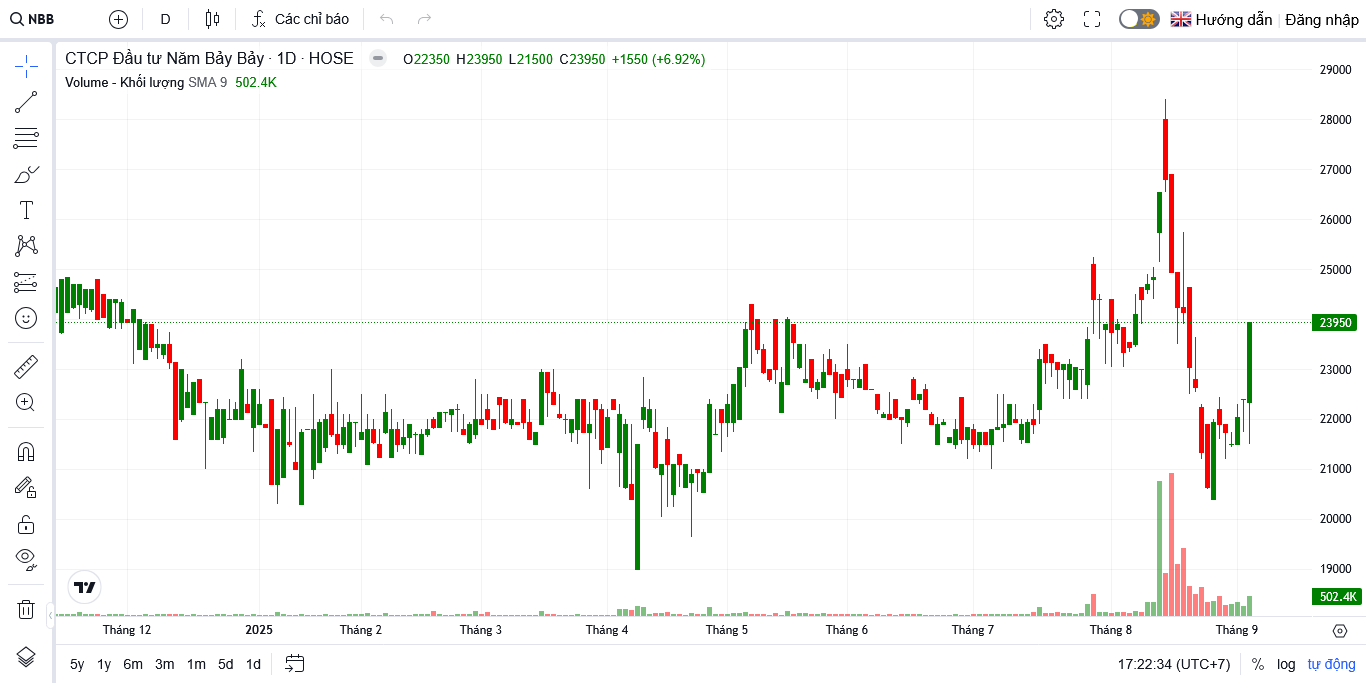 NBB D Các chỉ báo Hướng dẫn Đăng nhập
CTCP Đầu tư Năm Bảy Bảy · 1D · HOSE O22350 H23950 L21500 C23950 +1550 (+6.92%)
Volume - Khối lượng SMA 9 502.4K
29000
28000
27000
26000
25000
23950
23000
22000
21000
20000
19000
502.4K
Tháng 12 2025 Tháng 2 Tháng 3 Tháng 4 Tháng 5 Tháng 6 Tháng 7 Tháng 8 Tháng 9
5y 1y 6m 3m 1m 5d 1d 17:22:34 (UTC+7) % log tự động